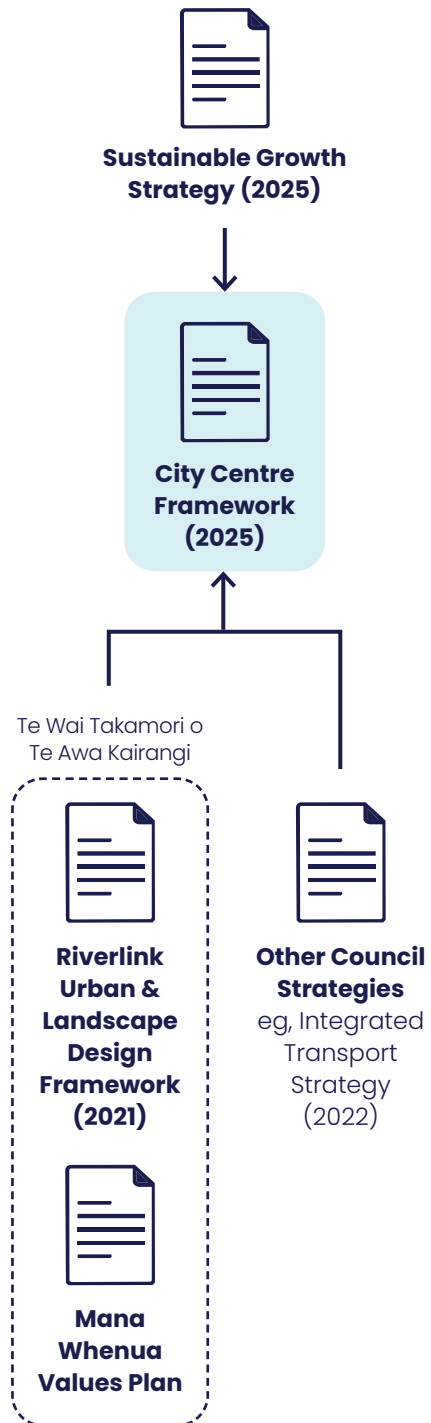 Sustainable Growth
Strategy (2025)
City Centre
Framework
(2025)
Te Wai Takamori o
Te Awa Kairangi
Riverlink
Urban &
Landscape
Design
Framework
(2021)
Mana
Whenua
Values Plan
Other Council
Strategies
eg, Integrated
Transport
Strategy
(2022)